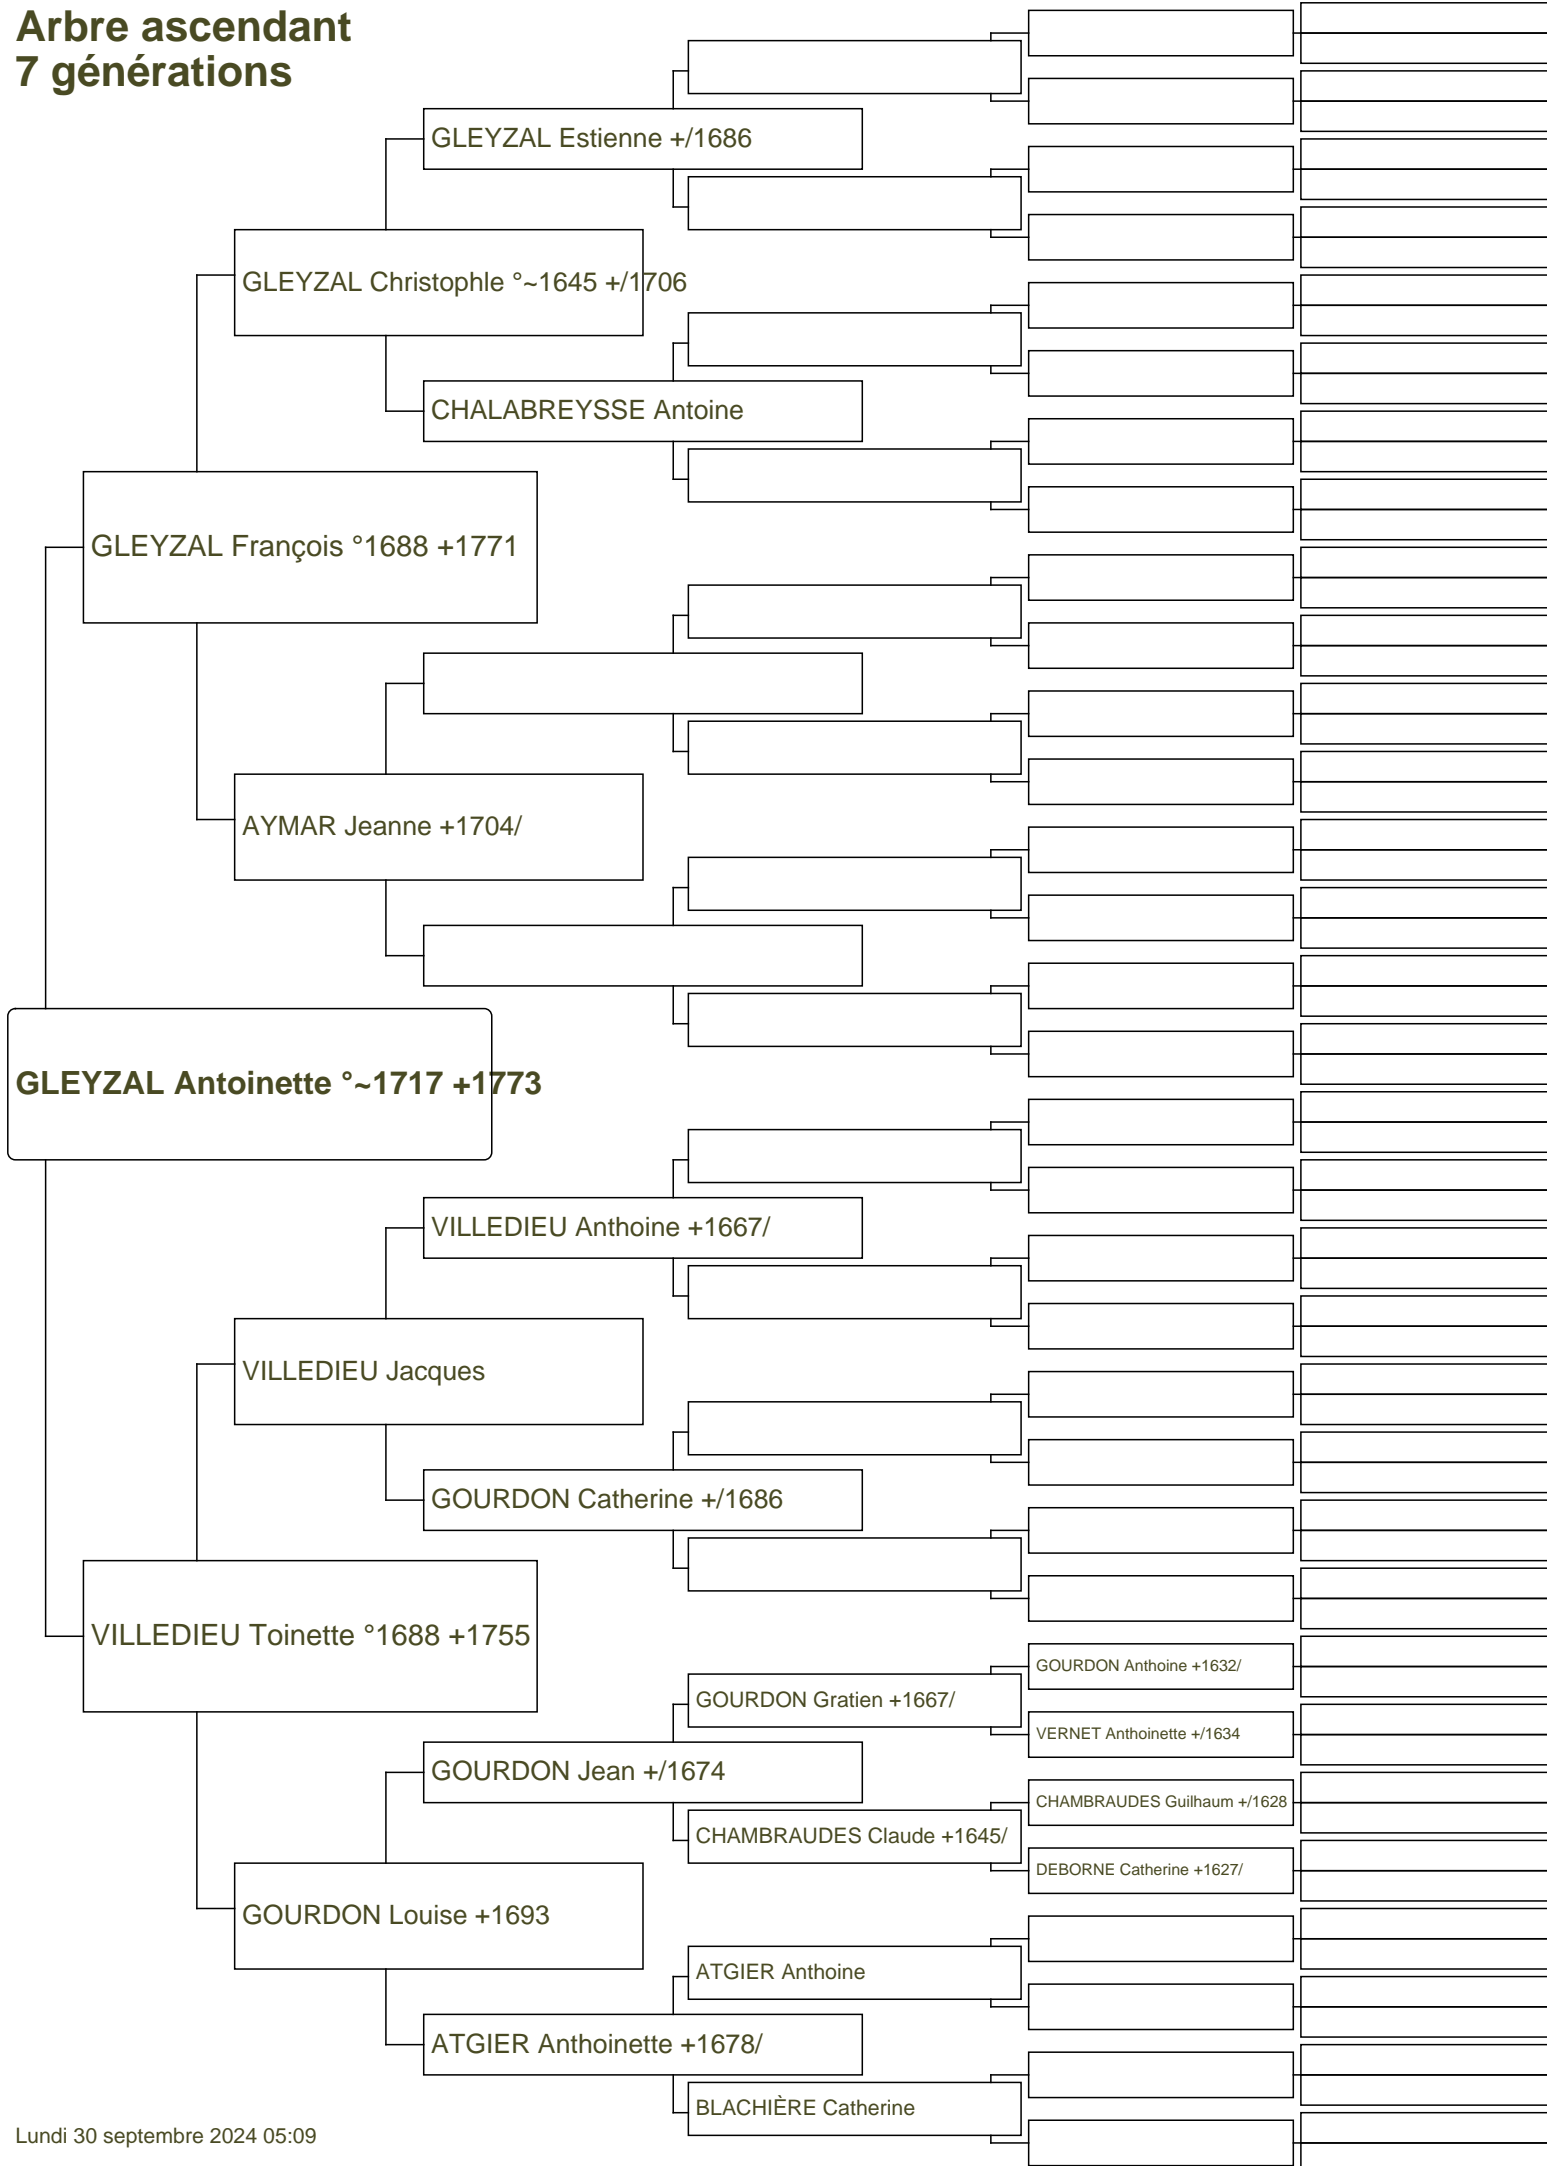 Arbre ascendant
7 générations
GLEYZAL Estienne +/1686
GLEYZAL Christophle °~1645 +/1706
CHALABREYSSE Antoine
GLEYZAL François °1688 +1771
AYMAR Jeanne +1704/
GLEYZAL Antoinette °~1717 +1773
VILLEDIEU Anthoine +1667/
VILLEDIEU Jacques
GOURDON Catherine +/1686
VILLEDIEU Toinette °1688 +1755
GOURDON Anthoine +1632/
GOURDON Gratien +1667/
VERNET Anthoinette +/1634
GOURDON Jean +/1674
CHAMBRAUDES Guilhaum +/1628
CHAMBRAUDES Claude +1645/
DEBORNE Catherine +1627/
GOURDON Louise +1693
ATGIER Anthoine
ATGIER Anthoinette +1678/
BLACHIÈRE Catherine
Lundi 30 septembre 2024 05:09